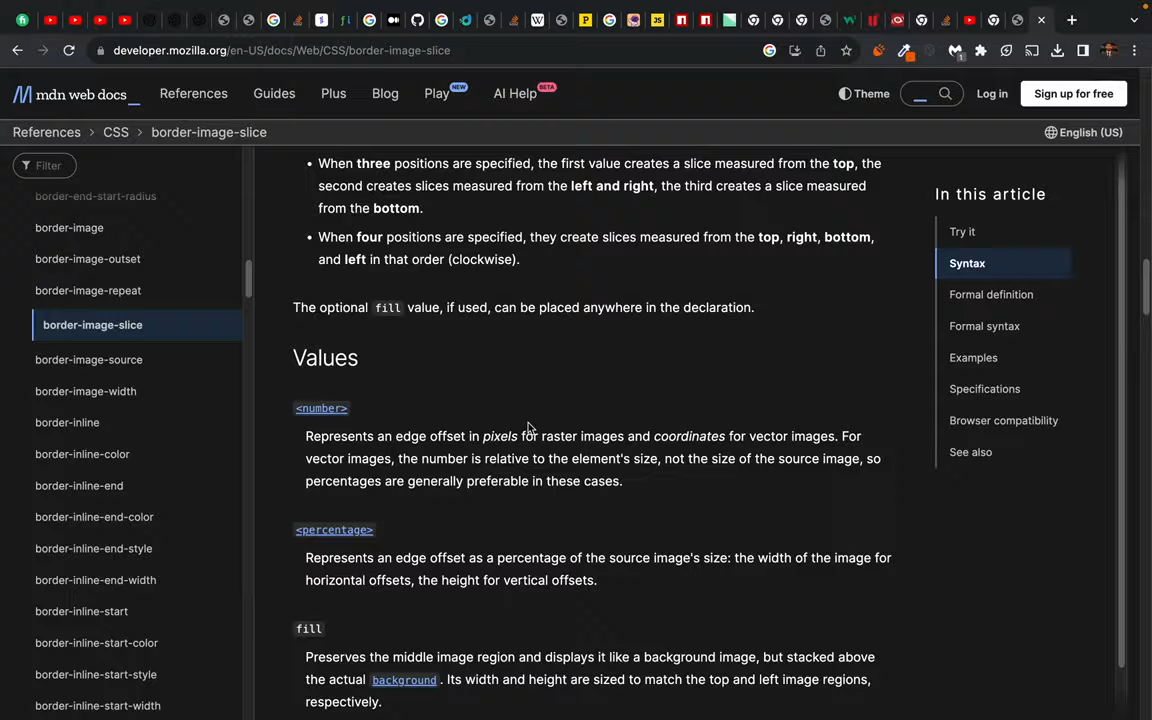 developer.mozilla.org/en-US/docs/Web/CSS/border-image-slice
1
mdn web docs
References
Guides
Plus
Blog
Play NEW
AI Help BETA
Theme
Log in
Sign up for free
References > CSS > border-image-slice
English (US)
Filter
border-end-start-radius
border-image
border-image-outset
border-image-repeat
border-image-slice
border-image-source
border-image-width
border-inline
border-inline-color
border-inline-end
border-inline-end-color
border-inline-end-style
border-inline-end-width
border-inline-start
border-inline-start-color
border-inline-start-style
border-inline-start-width
• When three positions are specified, the first value creates a slice measured from the top, the
second creates slices measured from the left and right, the third creates a slice measured
from the bottom.
• When four positions are specified, they create slices measured from the top, right, bottom,
and left in that order (clockwise).
The optional fill value, if used, can be placed anywhere in the declaration.
Values
<number>
Represents an edge offset in pixels for raster images and coordinates for vector images. For
vector images, the number is relative to the element's size, not the size of the source image, so
percentages are generally preferable in these cases.
<percentage>
Represents an edge offset as a percentage of the source image's size: the width of the image for
horizontal offsets, the height for vertical offsets.
fill
Preserves the middle image region and displays it like a background image, but stacked above
the actual background. Its width and height are sized to match the top and left image regions,
respectively.
In this article
Try it
Syntax
Formal definition
Formal syntax
Examples
Specifications
Browser compatibility
See also